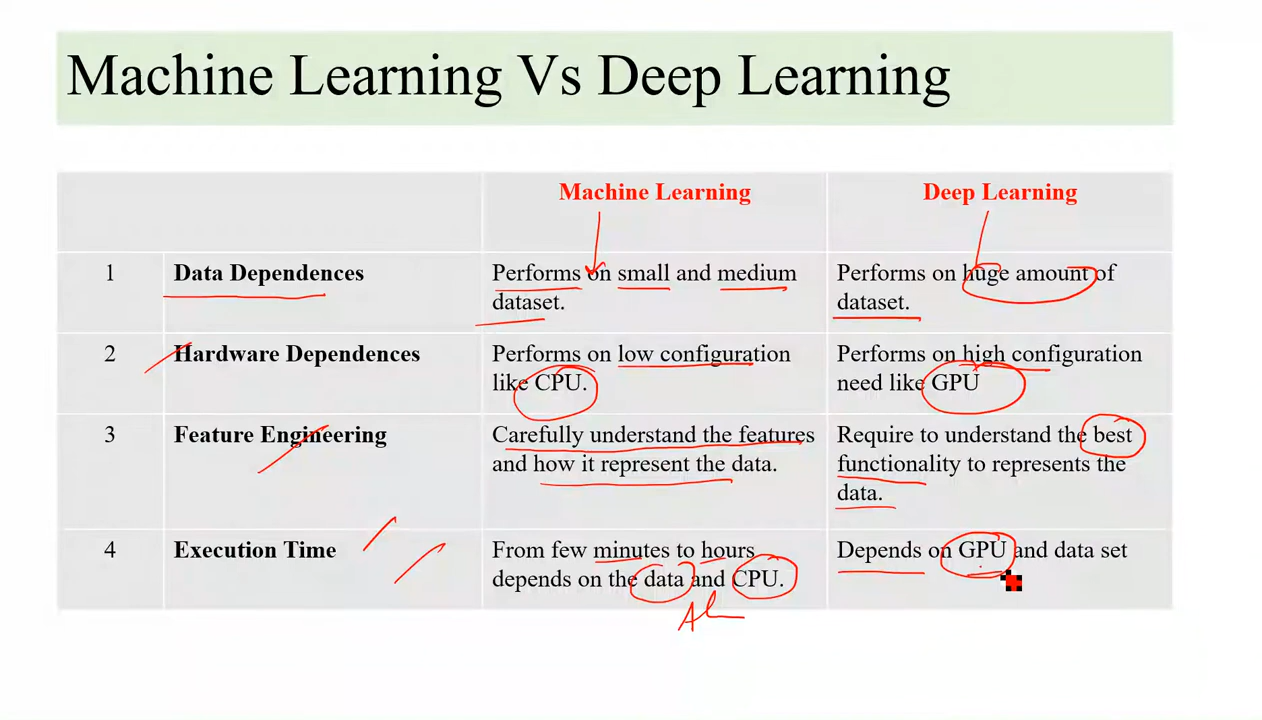 Machine Learning Vs Deep Learning
Machine Learning
Deep Learning
1
Data Dependences
Performs on small and medium
dataset.
Performs on huge amount of
dataset.
2
Hardware Dependences
Performs on low configuration
like CPU.
Performs on high configuration
need like GPU
3
Feature Engineering
Carefully understand the features
and how it represent the data.
Require to understand the best
functionality to represents the
data.
4
Execution Time
From few minutes to hours
depends on the data and CPU.
Depends on GPU and data set